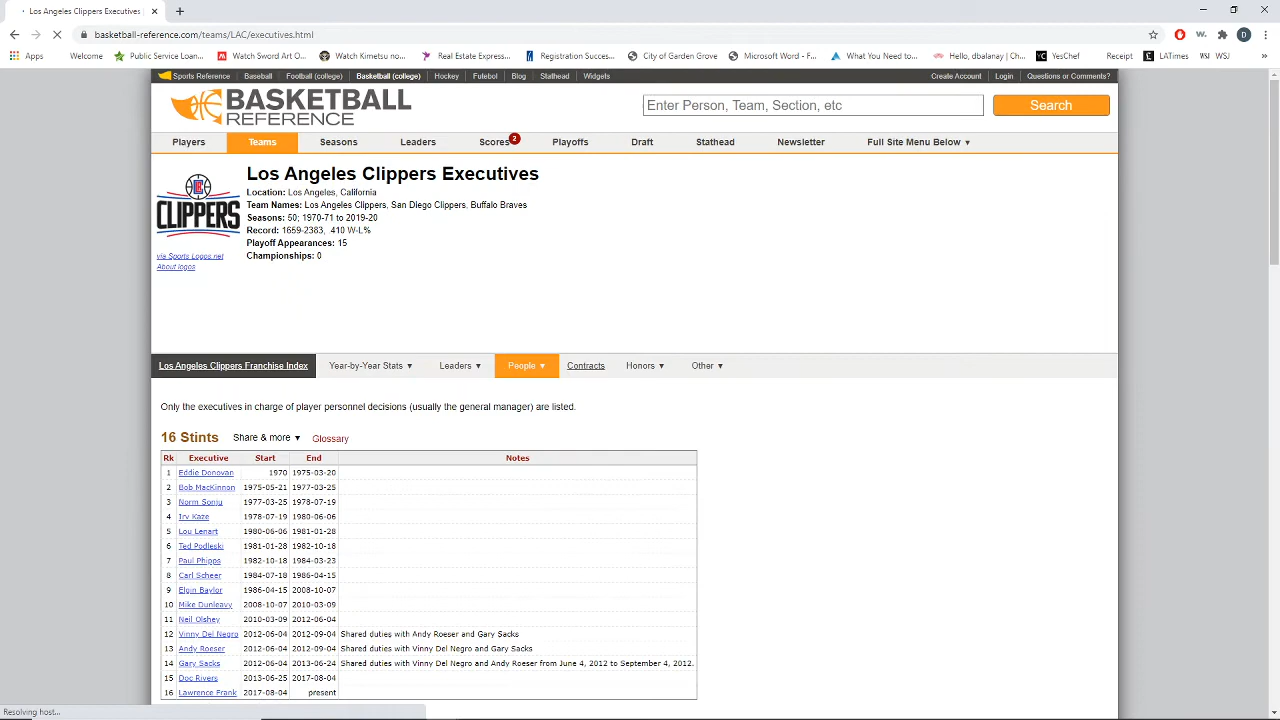 Los Angeles Clippers Executives
basketball-reference.com/teams/LAC/executives.html
D
Apps Welcome Public Service Loan... Watch Sword Art O... Watch Kimetsu no... Real Estate Express... Registration Succes... City of Garden Grove Microsoft Word - F... What You Need to... Hello, dbalanay | Ch... YesChef Receipt LATimes WSJ WSJ »
Sports Reference Baseball Football (college) Basketball (college) Hockey Futebol Blog Stathead Widgets Create Account Login Questions or Comments?
BASKETBALL
REFERENCE
Enter Person, Team, Section, etc Search
Players Teams Seasons Leaders Scores 2 Playoffs Draft Stathead Newsletter Full Site Menu Below ▼
Los Angeles Clippers Executives
Location: Los Angeles, California
Team Names: Los Angeles Clippers, San Diego Clippers, Buffalo Braves
Seasons: 50; 1970-71 to 2019-20
Record: 1659-2383, .410 W-L%
Playoff Appearances: 15
Championships: 0
CLIPPERS
via Sports Logos.net
About logos
Los Angeles Clippers Franchise Index Year-by-Year Stats ▼ Leaders ▼ People ▼ Contracts Honors ▼ Other ▼
Only the executives in charge of player personnel decisions (usually the general manager) are listed.
16 Stints Share & more ▼ Glossary
Rk Executive Start End Notes
1 Eddie Donovan 1970 1975-03-20
2 Bob MacKinnon 1975-05-21 1977-03-25
3 Norm Sonju 1977-03-25 1978-07-19
4 Irv Kaze 1978-07-19 1980-06-06
5 Lou Lenart 1980-06-06 1981-01-28
6 Ted Podleski 1981-01-28 1982-10-18
7 Paul Phipps 1982-10-18 1984-03-23
8 Carl Scheer 1984-07-18 1986-04-15
9 Elgin Baylor 1986-04-15 2008-10-07
10 Mike Dunleavy 2008-10-07 2010-03-09
11 Neil Olshey 2010-03-09 2012-06-04
12 Vinny Del Negro 2012-06-04 2012-09-04 Shared duties with Andy Roeser and Gary Sacks
13 Andy Roeser 2012-06-04 2012-09-04 Shared duties with Vinny Del Negro and Gary Sacks
14 Gary Sacks 2012-06-04 2013-06-24 Shared duties with Vinny Del Negro and Andy Roeser from June 4, 2012 to September 4, 2012.
15 Doc Rivers 2013-06-25 2017-08-04
16 Lawrence Frank 2017-08-04 present
Resolving host...